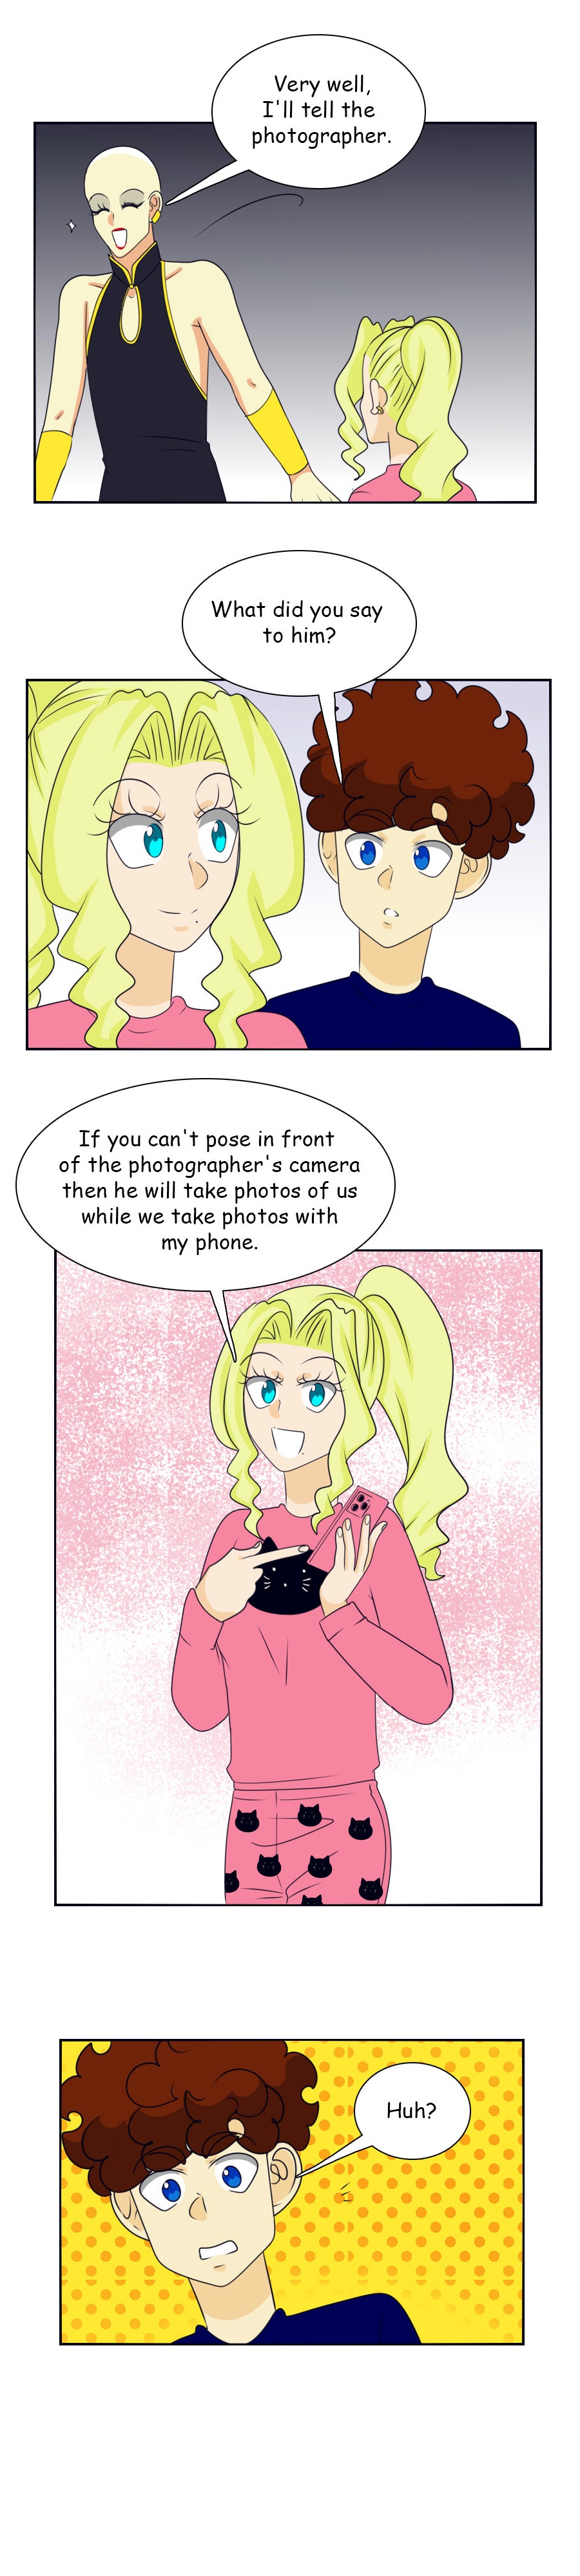 Very well,
I'll tell the
photographer.
What did you say
to him?
If you can't pose in front
of the photographer's camera
then he will take photos of us
while we take photos with
my phone.
Huh?